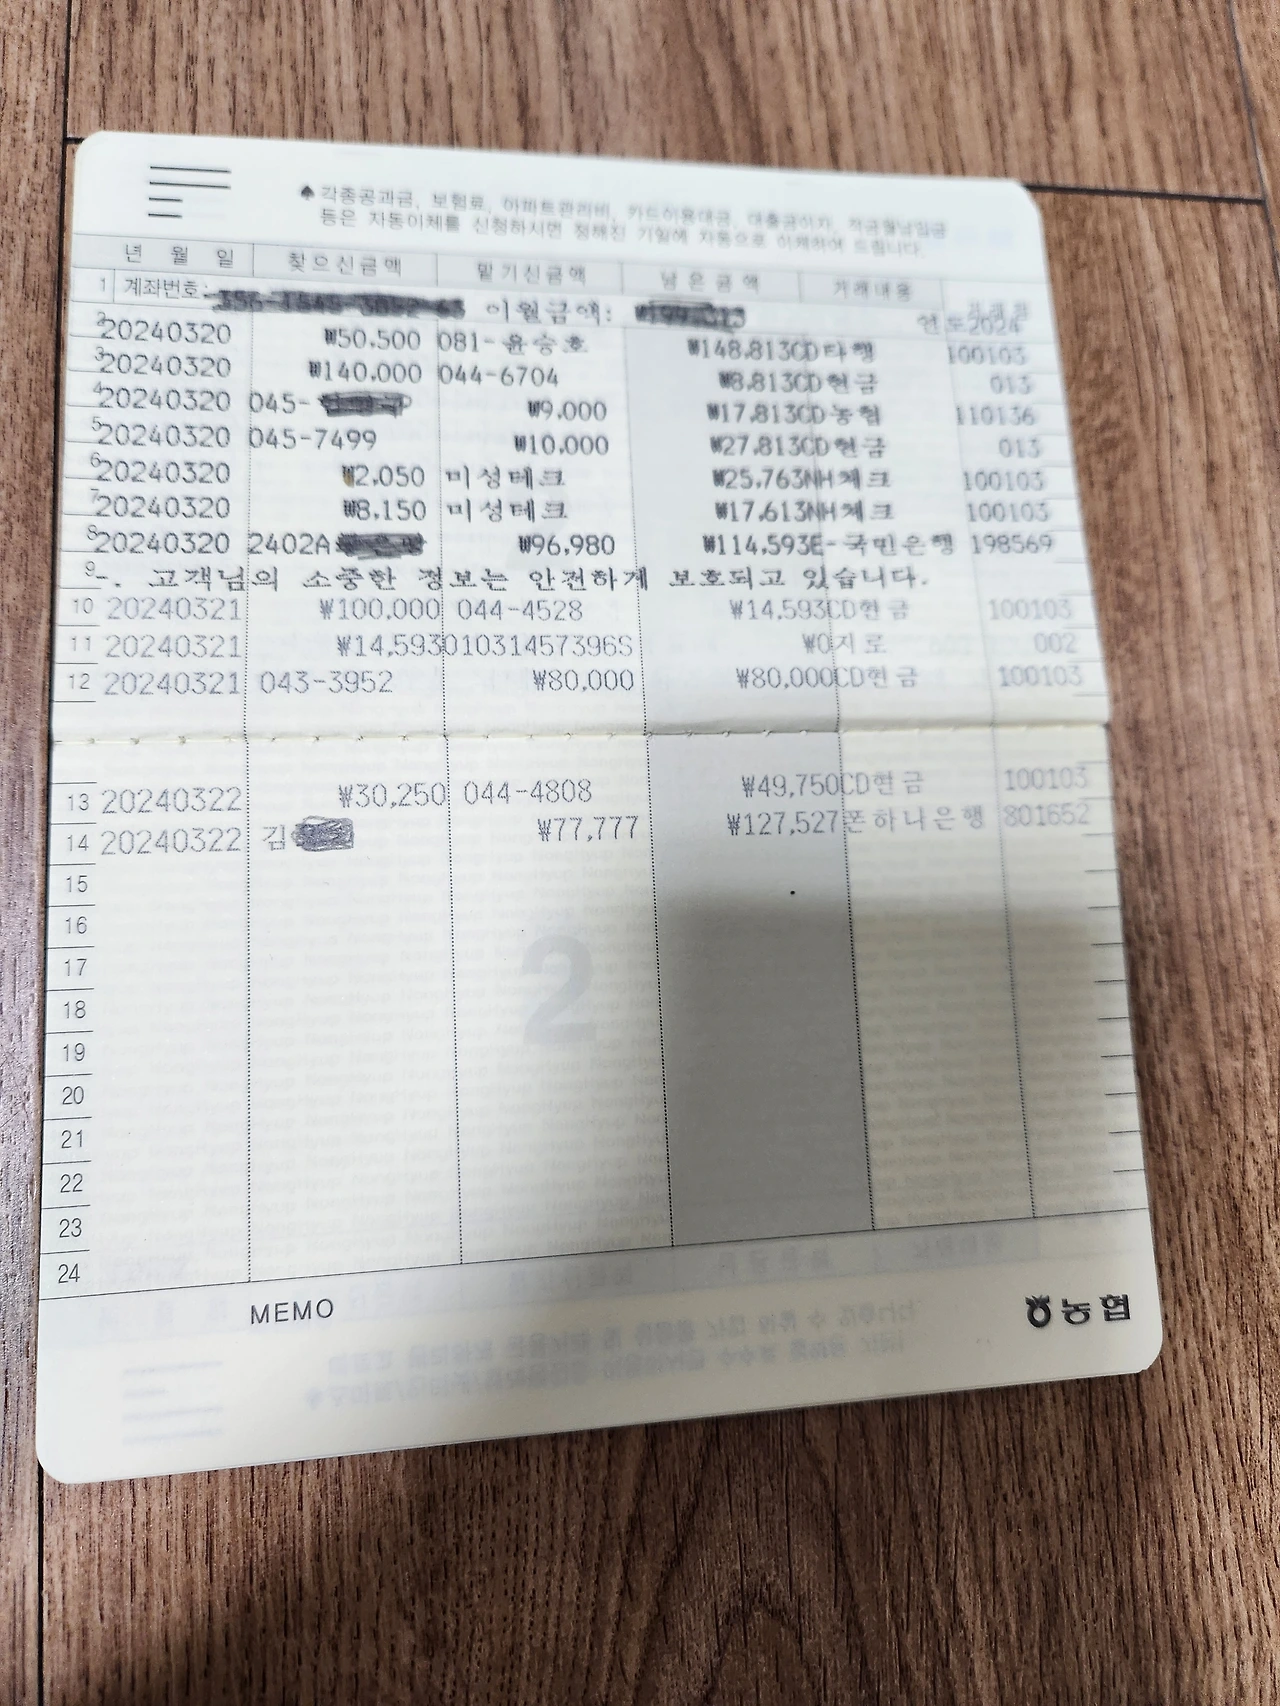 ♠각종공과금, 보험료, 아파트관리비, 카드이용대금, 대출금이자, 적금월납입금
등은 자동이체를 신청하시면 정해진 기일에 자동으로 이체하여 드립니다.
년 월 일 찾으신금액 맡기신금액 남은금액 거래내용
1 계좌번호: 이월금액: 연도2024
2 20240320 ₩50,500 081-윤승호 ₩148,813CD타행 100103
3 20240320 ₩140,000 044-6704 ₩8,813CD현금 013
4 20240320 045- ₩9,000 ₩17,813CD농협 110136
5 20240320 045-7499 ₩10,000 ₩27,813CD현금 013
6 20240320 ₩2,050 미성테크 ₩25,763NH체크 100103
7 20240320 ₩8,150 미성테크 ₩17,613NH체크 100103
8 20240320 2402A ₩96,980 ₩114,593E-국민은행 198569
9 -. 고객님의 소중한 정보는 안전하게 보호되고 있습니다.
10 20240321 ₩100,000 044-4528 ₩14,593CD현금 100103
11 20240321 ₩14,59301031457396S ₩0지로 002
12 20240321 043-3952 ₩80,000 ₩80,000CD현금 100103
13 20240322 ₩30,250 044-4808 ₩49,750CD현금 100103
14 20240322 김 ₩77,777 ₩127,527폰하나은행 801652
15
16
17
2
18
19
20
21
22
23
24
MEMO
농협